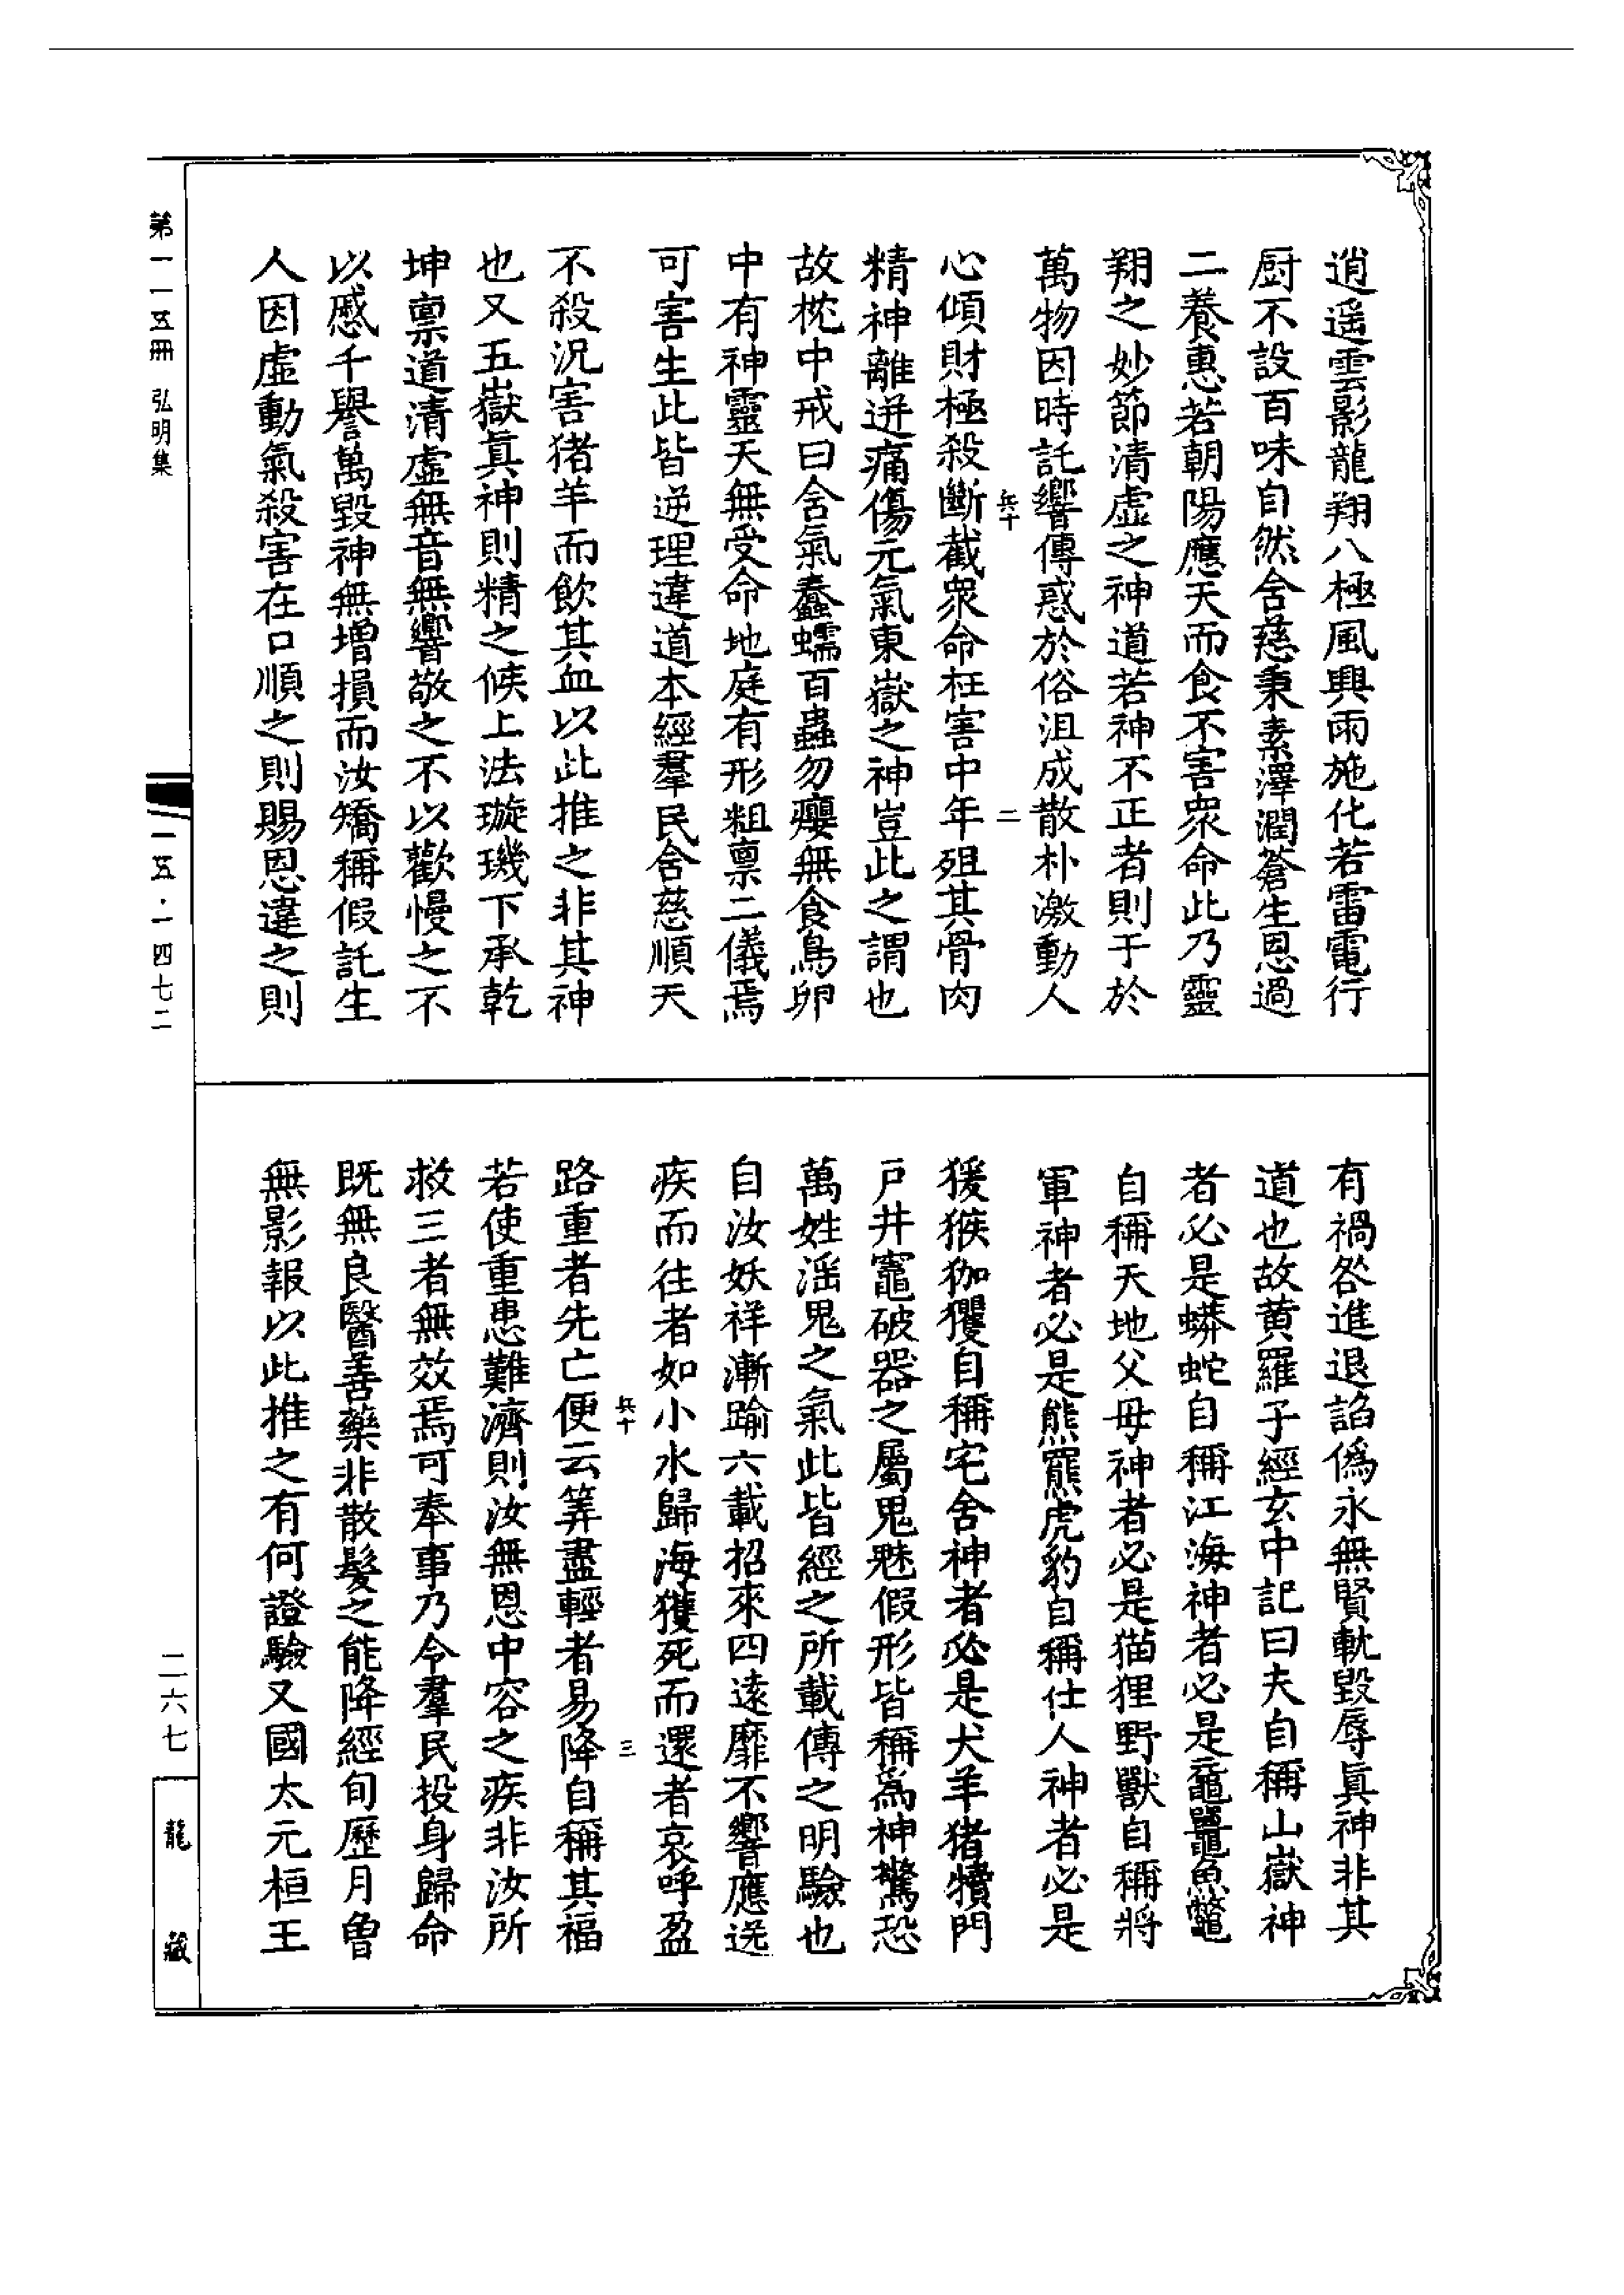 逍遥雲影龍翔八極風興雨施化若雷電行
厨不設百味自然含慈秉素澤潤蒼生恩過
二養惠若朝陽應天而食不害衆命此乃靈
翔之妙節清虛之神道若神不正者則于於
萬物因時託響傳惑於俗沮成散朴激動人
兵十
二
心傾財極殺斷截衆命枉害中年殂其骨肉
精神離迸痛傷元氣東嶽之神豈此之謂也
故枕中戒曰含氣蠢蠕百蟲勿瓔無食鳥卵
中有神靈天無受命地庭有形粗禀二儀焉
可害生此皆逆理違道本經羣民含慈順天
不殺況害猪羊而飲其血以此推之非其神
也又五嶽真神則精之候上法璇璣下承乾
坤禀道清虛無音無響敬之不以歡慢之不
以慼千譽萬毀神無增損而汝矯稱假託生
人因虛動氣殺害在口順之則賜恩違之則
有禍咎進退諂偽永無賢軌毀辱真神非其
道也故黄羅子經玄中記曰夫自稱山嶽神
者必是蟒蛇自稱江海神者必是黿鼉魚鼈
自稱天地父母神者必是猫狸野獸自稱將
軍神者必是熊羆虎豹自稱仕人神者必是
猨猴狖玃自稱宅舍神者必是犬羊猪犢門
户井竈破器之屬鬼魅假形皆稱為神驚恐
萬姓淫鬼之氣此皆經之所載傳之明驗也
自汝妖祥漸踰六載招來四遠靡不響應送
疾而往者如小水歸海獲死而還者哀呼盈
兵十
三
路重者先亡便云筭盡輕者易降自稱其福
若使重患難濟則汝無恩中容之疾非汝所
救三者無效焉可奉事乃令羣民投身歸命
既無良醫善藥非散髮之能降經旬歷月曾
無影報以此推之有何證驗又國太元桓王
第一一五冊 弘明集
一五·一四七二
二六七
龍藏